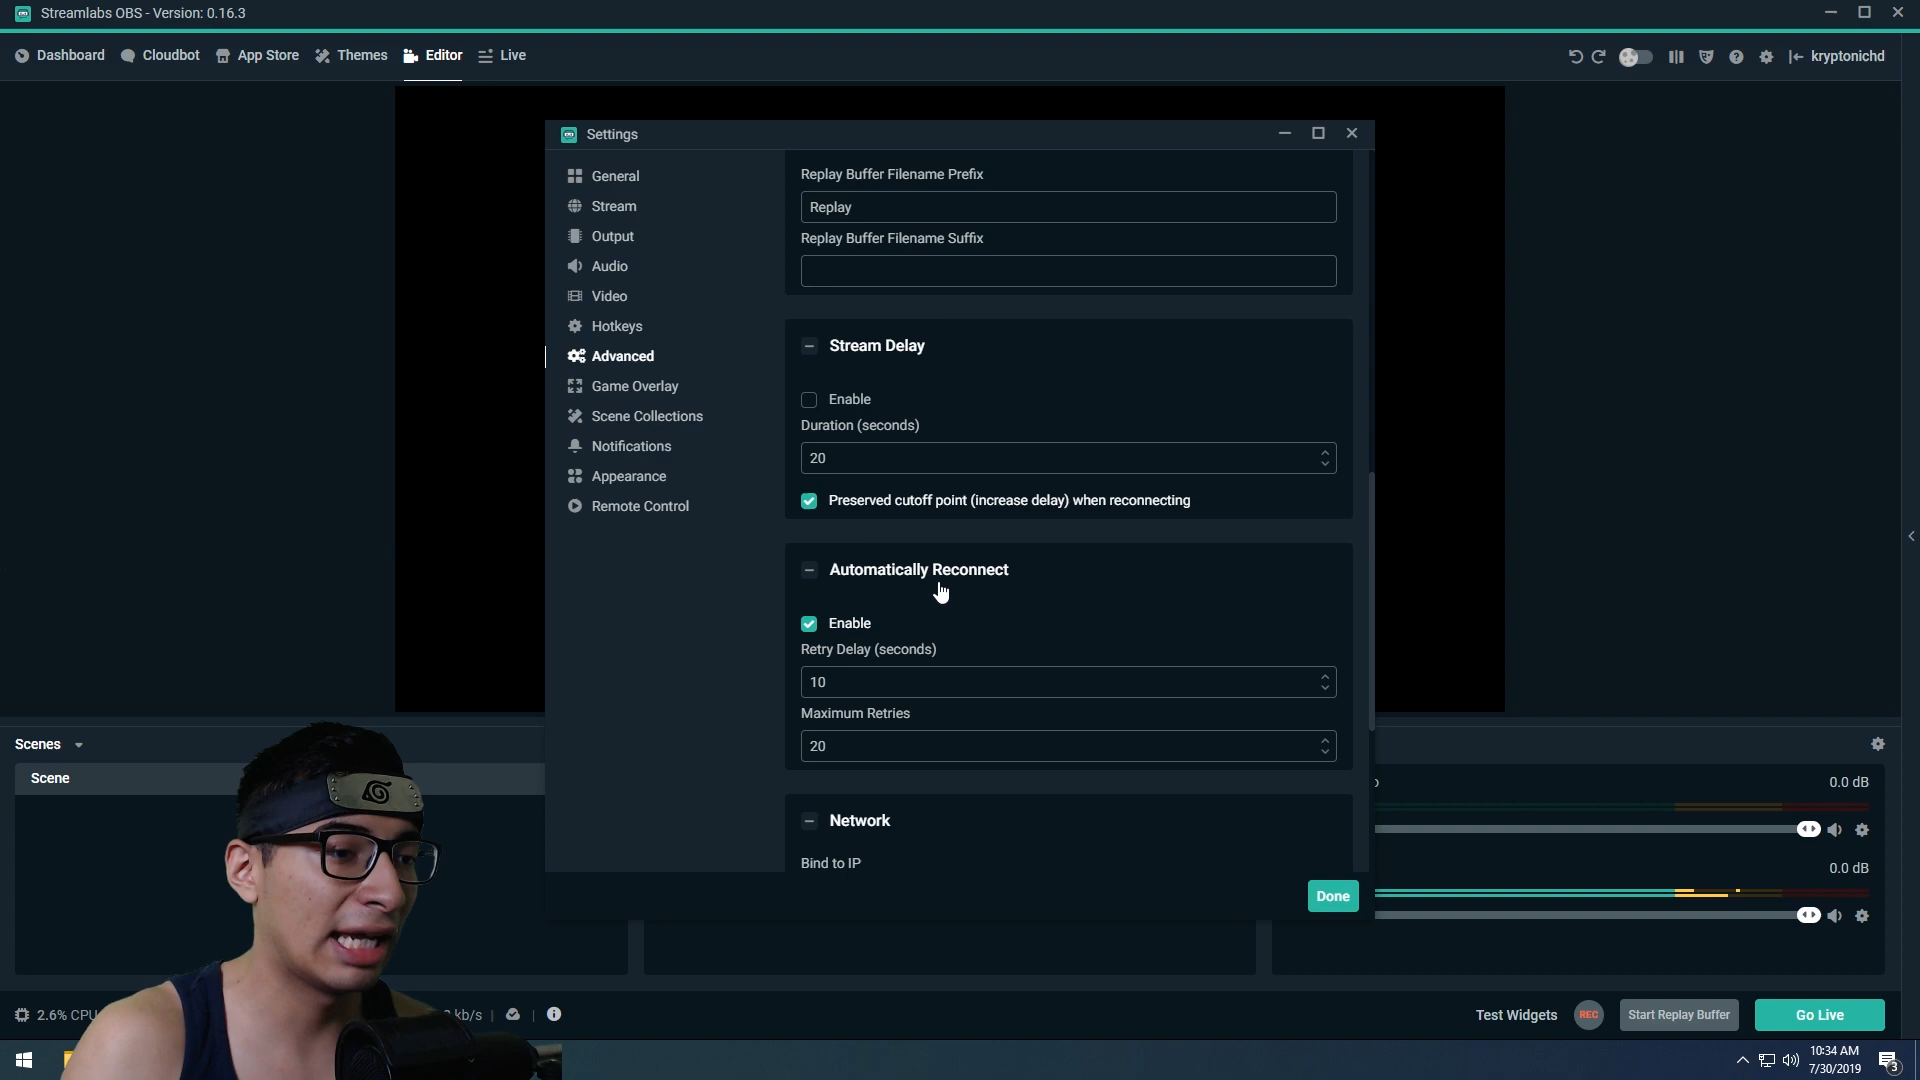 Streamlabs OBS - Version: 0.16.3
Dashboard Cloudbot App Store Themes Editor Live
kryptonichd
Settings
General
Stream
Output
Audio
Video
Hotkeys
Advanced
Game Overlay
Scene Collections
Notifications
Appearance
Remote Control
Replay Buffer Filename Prefix
Replay
Replay Buffer Filename Suffix
Stream Delay
Enable
Duration (seconds)
20
Preserved cutoff point (increase delay) when reconnecting
Automatically Reconnect
Enable
Retry Delay (seconds)
10
Maximum Retries
20
Network
Bind to IP
Done
Scenes
Scene
0.0 dB
0.0 dB
2.6% CPU
kb/s
Test Widgets REC Start Replay Buffer Go Live
10:34 AM
7/30/2019
3